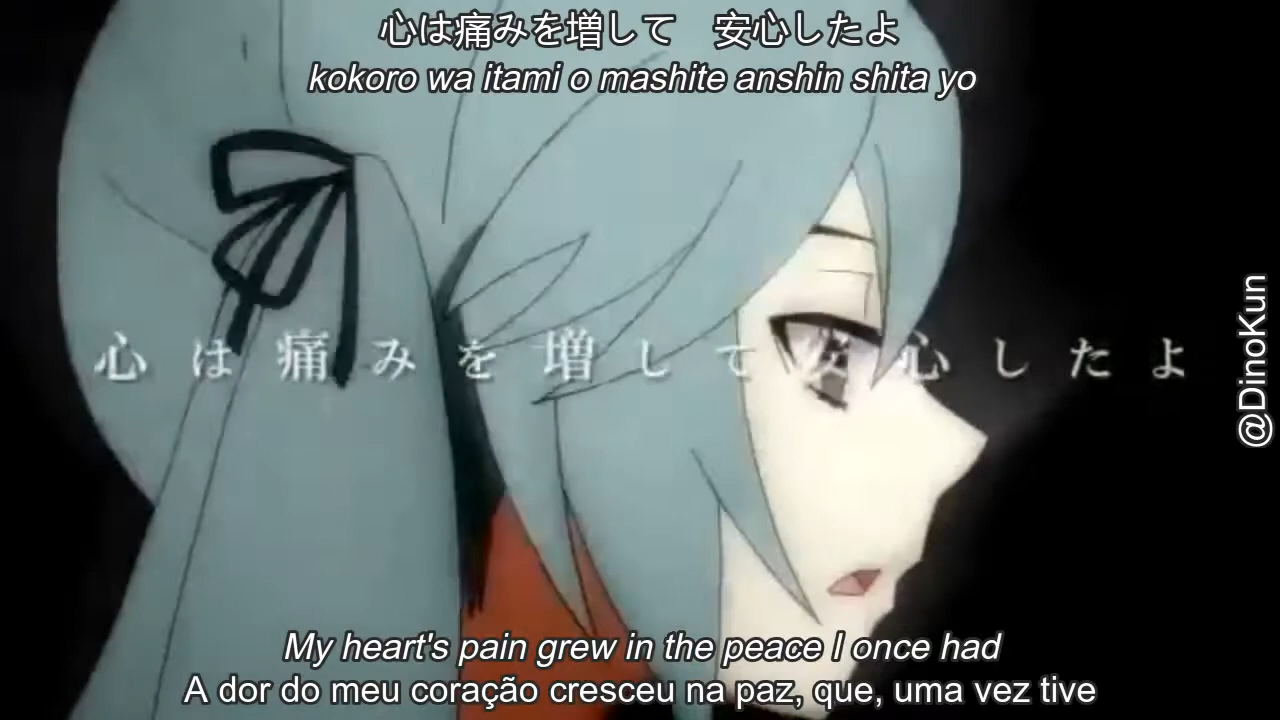 心は痛みを増して　安心したよ
kokoro wa itami o mashite anshin shita yo
心は痛みを増して安心したよ
@DinoKun
My heart's pain grew in the peace I once had
A dor do meu coração cresceu na paz, que, uma vez tive